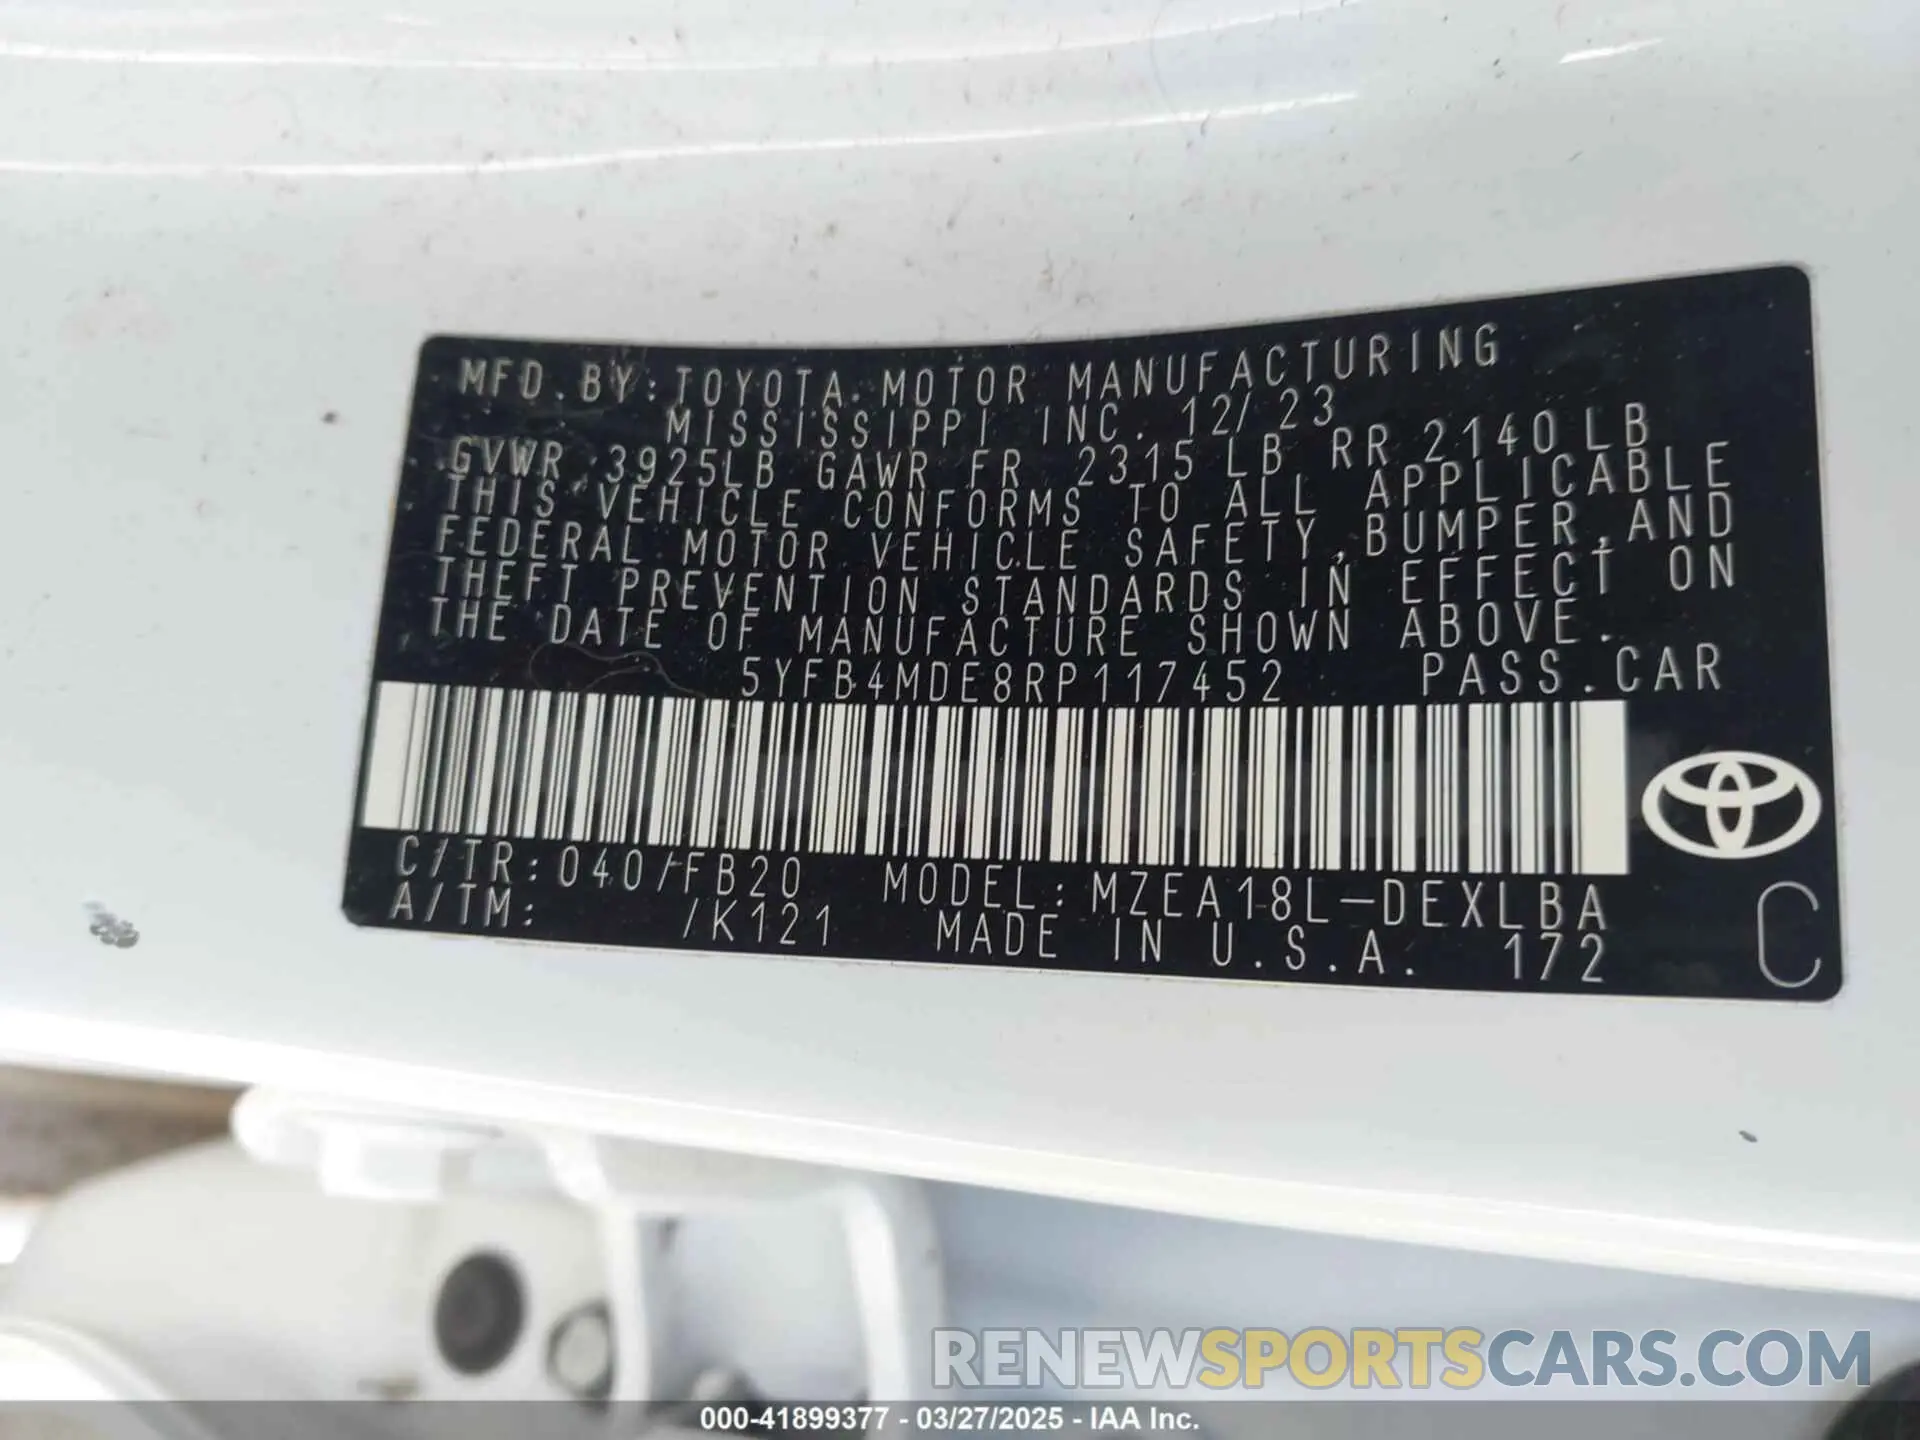 MFD.BY:TOYOTA MOTOR MANUFACTURING
MISSISSIPPI INC. 12/23
GVWR 3925LB GAWR FR 2315LB RR 2140LB
THIS VEHICLE CONFORMS TO ALL APPLICABLE
FEDERAL MOTOR VEHICLE SAFETY,BUMPER,AND
THEFT PREVENTION STANDARDS IN EFFECT ON
THE DATE OF MANUFACTURE SHOWN ABOVE.
5YFB4MDE8RP117452 PASS.CAR
C/TR:040/FB20 MODEL:MZEA18L-DEXLBA
A/TM: /K121 MADE IN U.S.A. 172 C
RENEWSPORTSCARS.COM
000-41899377 - 03/27/2025 - IAA Inc.